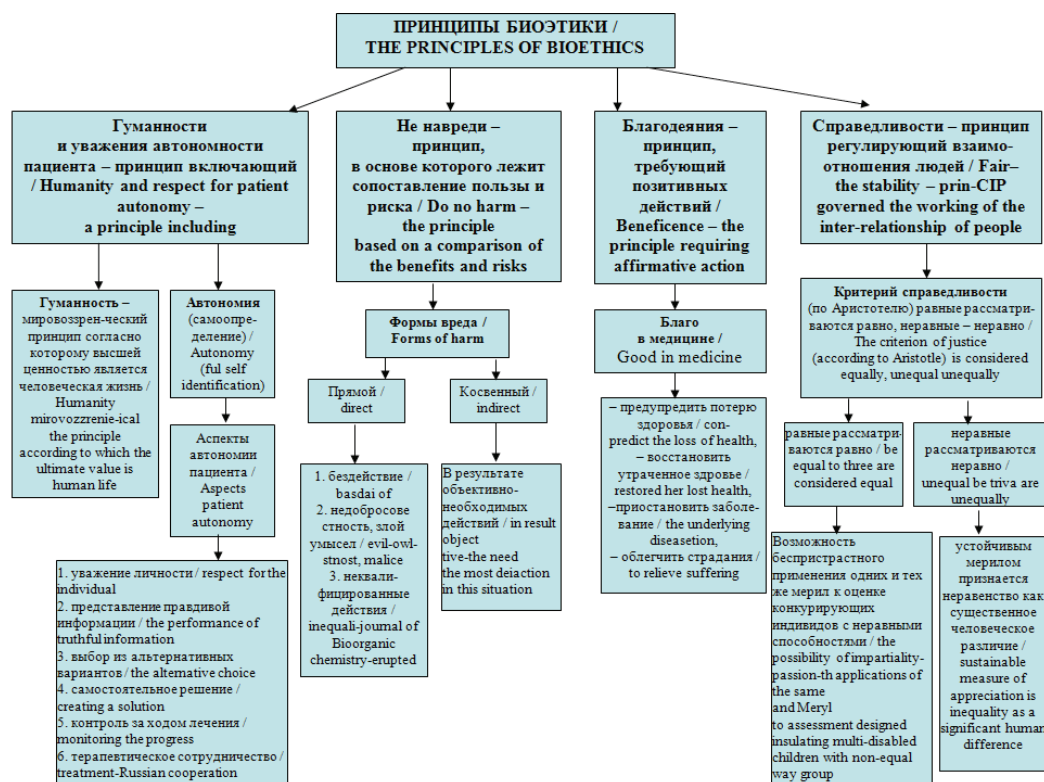 ПРИНЦИПЫ БИОЭТИКИ /
THE PRINCIPLES OF BIOETHICS
Гуманности
и уважения автономности
пациента – принцип включающий
/ Humanity and respect for patient
autonomy –
a principle including
Не навреди –
принцип,
в основе которого лежит
сопоставление пользы и
риска / Do no harm –
the principle
based on a comparison of
the benefits and risks
Благодеяния –
принцип,
требующий
позитивных
действий /
Beneficence – the
principle requiring
affirmative action
Справедливости – принцип
регулирующий взаимо-
отношения людей / Fair–
the stability – prin-CIP
governed the working of the
inter-relationship of people
Гуманность –
мировоззрен-ческий
принцип согласно
которому высшей
ценностью является
человеческая жизнь /
Humanity
mirovozzrenie-ical
the principle
according to which the
ultimate value is
human life
Автономия
(самоопре-
деление) /
Autonomy
(ful self
identification)
Аспекты
автономии
пациента /
Aspects
patient
autonomy
1. уважение личности / respect for the
individual
2. представление правдивой
информации / the performance of
truthful information
3. выбор из альтернативных
вариантов / the alternative choice
4. самостоятельное решение /
creating a solution
5. контроль за ходом лечения /
monitoring the progress
6. терапевтическое сотрудничество /
treatment-Russian cooperation
Формы вреда /
Forms of harm
Прямой /
direct
Косвенный /
indirect
1. бездействие /
basdai of
2. недобросове
стность, злой
умысел / evil-owl-
stnost, malice
3. неквали-
фицированные
действия /
inequali-journal of
Bioorganic
chemistry-erupted
В результате
объективно-
необходимых
действий / in result
object
tive-the need
the most deiaction
in this situation
Благо
в медицине /
Good in medicine
– предупредить потерю
здоровья / con-
predict the loss of health,
– восстановить
утраченное здровье /
restored her lost health,
–приостановить заболе-
вание / the underlying
diseasetion,
– облегчить страдания /
to relieve suffering
Критерий справедливости
(по Аристотелю) равные рассматри-
ваются равно, неравные – неравно /
The criterion of justice
(according to Aristotle) is considered
equally, unequal unequally
равные рассматри-
ваются равно / be
equal to three are
considered equal
неравные
рассматриваются
неравно /
unequal be triva are
unequally
Возможность
беспристрастного
применения одних и тех
же мерил к оценке
конкурирующих
индивидов с неравными
способностями / the
possibility of impartiality-
passion-th applications of
the same
and Meryl
to assessment designed
insulating multi-disabled
children with non-equal
way group
устойчивым
мерилом
признается
неравенство как
существенное
человеческое
различие /
sustainable
measure of
appreciation is
inequality as a
significant human
difference